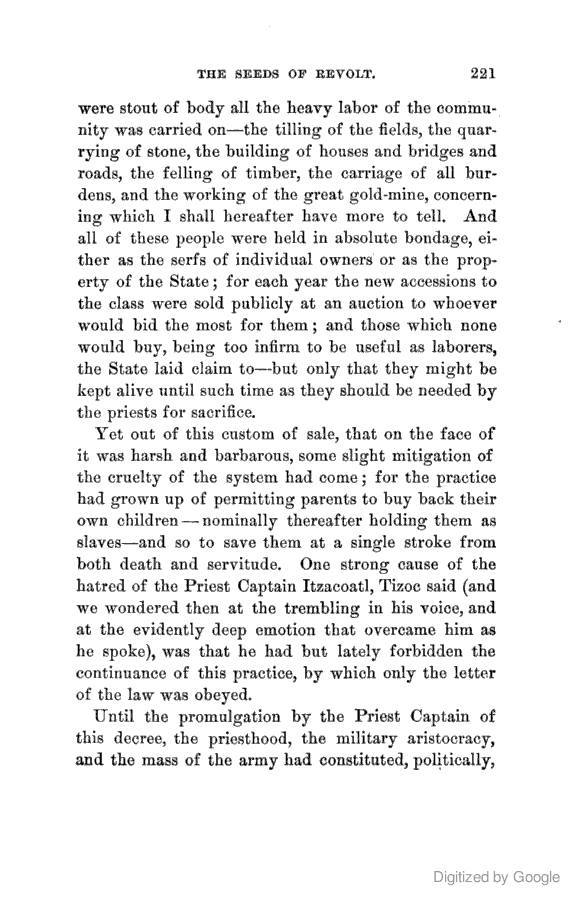 THE SEEDS OF REVOLT. 221
were stout of body all the heavy labor of the commu-
nity was carried on—the tilling of the fields, the quar-
rying of stone, the building of houses and bridges and
roads, the felling of timber, the carriage of all bur-
dens, and the working of the great gold-mine, concern-
ing which I shall hereafter have more to tell. And
all of these people were held in absolute bondage, ei-
ther as the serfs of individual owners or as the prop-
erty of the State; for each year the new accessions to
the class were sold publicly at an auction to whoever
would bid the most for them; and those which none
would buy, being too infirm to be useful as laborers,
the State laid claim to—but only that they might be
kept alive until such time as they should be needed by
the priests for sacrifice.
Yet out of this custom of sale, that on the face of
it was harsh and barbarous, some slight mitigation of
the cruelty of the system had come; for the practice
had grown up of permitting parents to buy back their
own children—nominally thereafter holding them as
slaves—and so to save them at a single stroke from
both death and servitude. One strong cause of the
hatred of the Priest Captain Itzacoatl, Tizoc said (and
we wondered then at the trembling in his voice, and
at the evidently deep emotion that overcame him as
he spoke), was that he had but lately forbidden the
continuance of this practice, by which only the letter
of the law was obeyed.
Until the promulgation by the Priest Captain of
this decree, the priesthood, the military aristocracy,
and the mass of the army had constituted, politically,
Digitized by Google